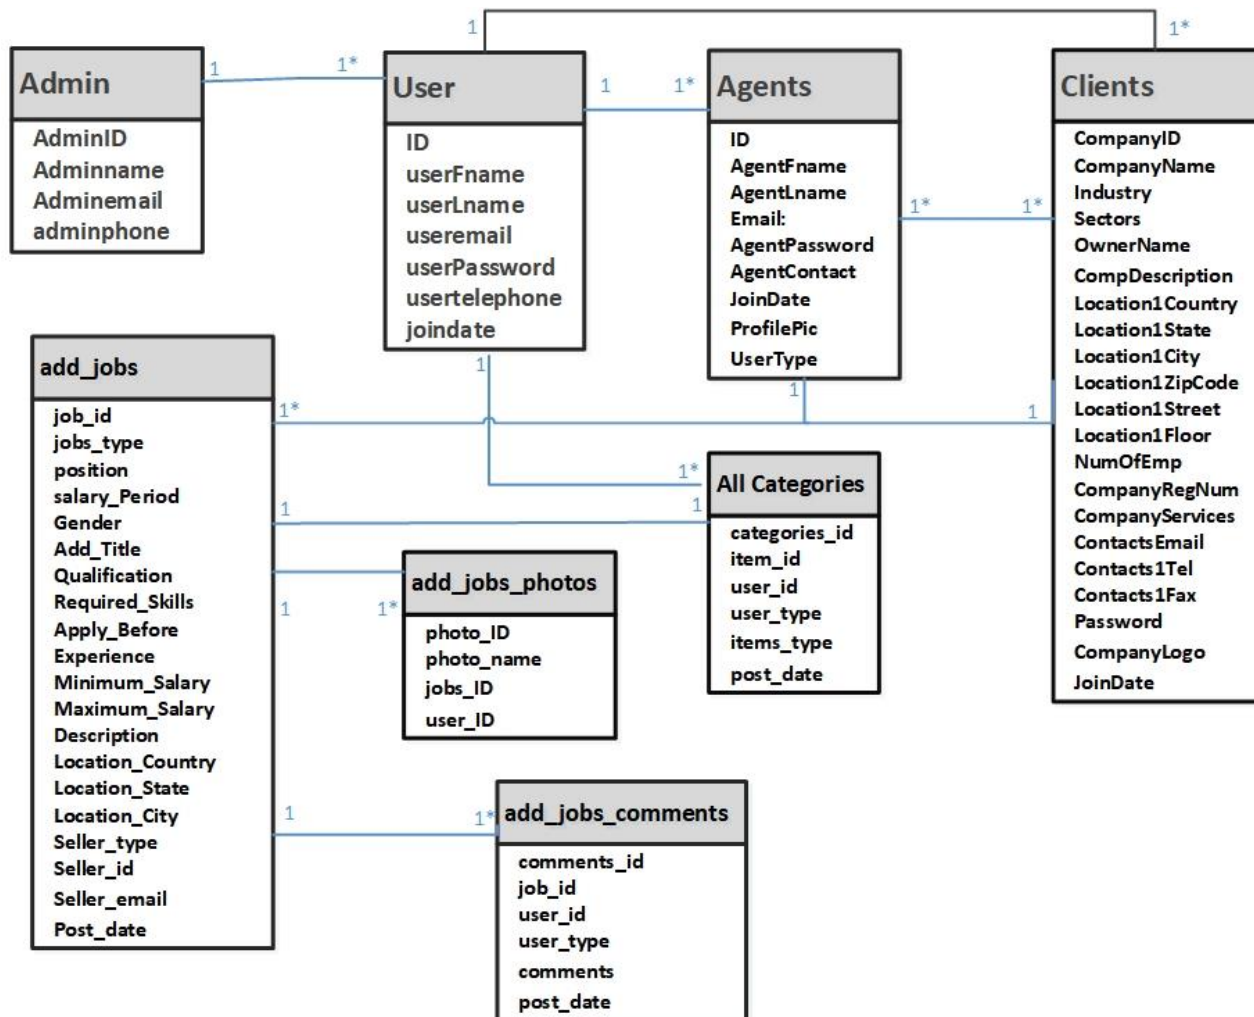 1
1*
Admin
AdminID
Adminname
Adminemail
adminphone
1
1*
User
ID
userFname
userLname
useremail
userPassword
usertelephone
joindate
1
1*
Agents
ID
AgentFname
AgentLname
Email:
AgentPassword
AgentContact
JoinDate
ProfilePic
UserType
1*
1*
Clients
CompanyID
CompanyName
Industry
Sectors
OwnerName
CompDescription
Location1Country
Location1State
Location1City
Location1ZipCode
Location1Street
Location1Floor
NumOfEmp
CompanyRegNum
CompanyServices
ContactsEmail
Contacts1Tel
Contacts1Fax
Password
CompanyLogo
JoinDate
1
1
1*
1
add_jobs
job_id
jobs_type
position
salary_Period
Gender
Add_Title
Qualification
Required_Skills
Apply_Before
Experience
Minimum_Salary
Maximum_Salary
Description
Location_Country
Location_State
Location_City
Seller_type
Seller_id
Seller_email
Post_date
1*
All Categories
categories_id
item_id
user_id
user_type
items_type
post_date
1
1
1
1*
add_jobs_photos
photo_ID
photo_name
jobs_ID
user_ID
1
1*
add_jobs_comments
comments_id
job_id
user_id
user_type
comments
post_date